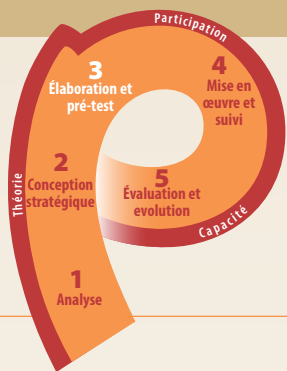 Participation
3
Élaboration et
pré-test
4
Mise en
œuvre et
suivi
Théorie
2
Conception
stratégique
5
Évaluation et
evolution
Capacité
1
Analyse